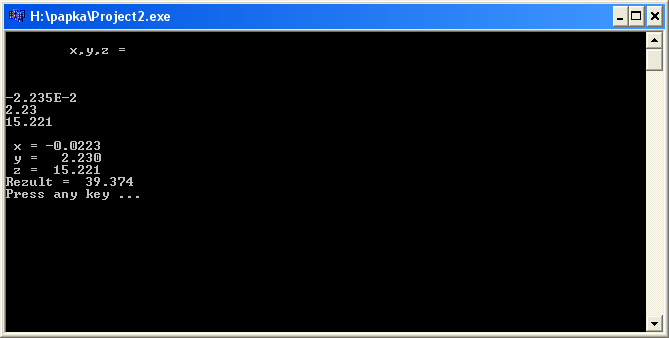 H:\papka\Project2.exe
x,y,z =
-2.235E-2
2.23
15.221
x = -0.0223
y =   2.230
z =  15.221
Rezult =  39.374
Press any key ...